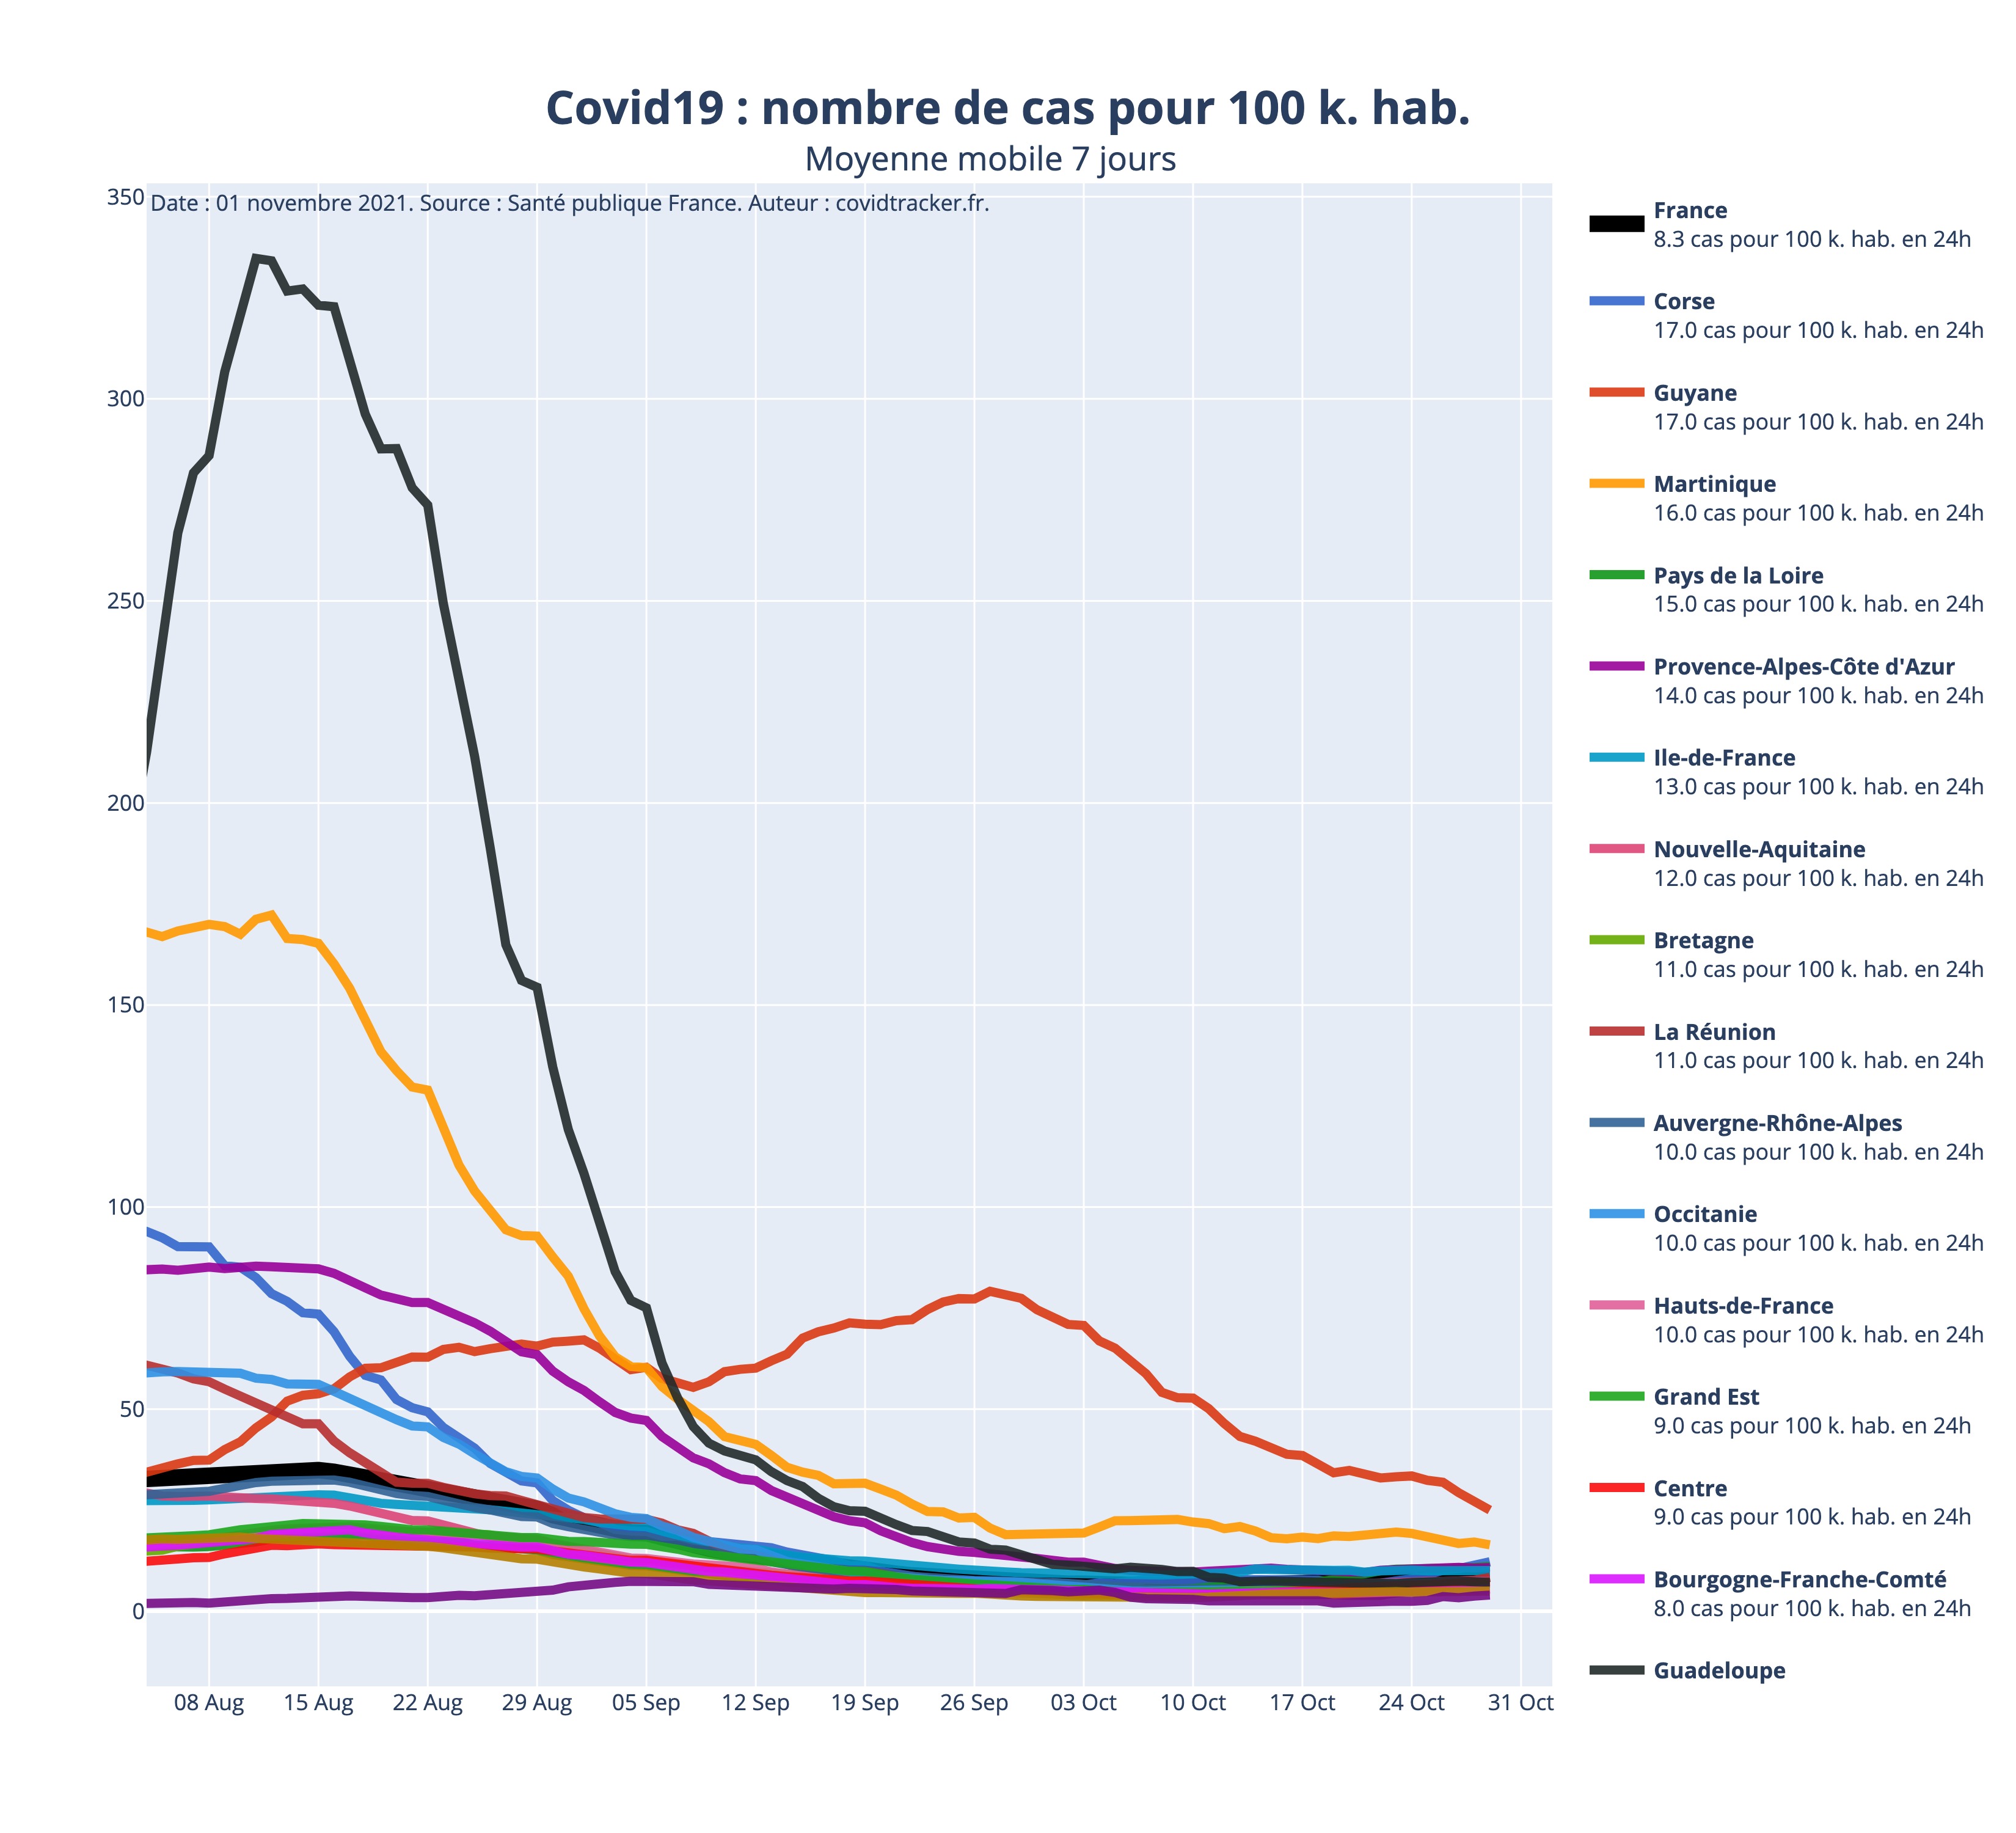 Covid19 : nombre de cas pour 100 k. hab.
Moyenne mobile 7 jours
Date : 01 novembre 2021. Source : Santé publique France. Auteur : covidtracker.fr.
350
300
250
200
150
100
50
0
08 Aug
15 Aug
22 Aug
29 Aug
05 Sep
12 Sep
19 Sep
26 Sep
03 Oct
10 Oct
17 Oct
24 Oct
31 Oct
France
8.3 cas pour 100 k. hab. en 24h
Corse
17.0 cas pour 100 k. hab. en 24h
Guyane
17.0 cas pour 100 k. hab. en 24h
Martinique
16.0 cas pour 100 k. hab. en 24h
Pays de la Loire
15.0 cas pour 100 k. hab. en 24h
Provence-Alpes-Côte d'Azur
14.0 cas pour 100 k. hab. en 24h
Ile-de-France
13.0 cas pour 100 k. hab. en 24h
Nouvelle-Aquitaine
12.0 cas pour 100 k. hab. en 24h
Bretagne
11.0 cas pour 100 k. hab. en 24h
La Réunion
11.0 cas pour 100 k. hab. en 24h
Auvergne-Rhône-Alpes
10.0 cas pour 100 k. hab. en 24h
Occitanie
10.0 cas pour 100 k. hab. en 24h
Hauts-de-France
10.0 cas pour 100 k. hab. en 24h
Grand Est
9.0 cas pour 100 k. hab. en 24h
Centre
9.0 cas pour 100 k. hab. en 24h
Bourgogne-Franche-Comté
8.0 cas pour 100 k. hab. en 24h
Guadeloupe